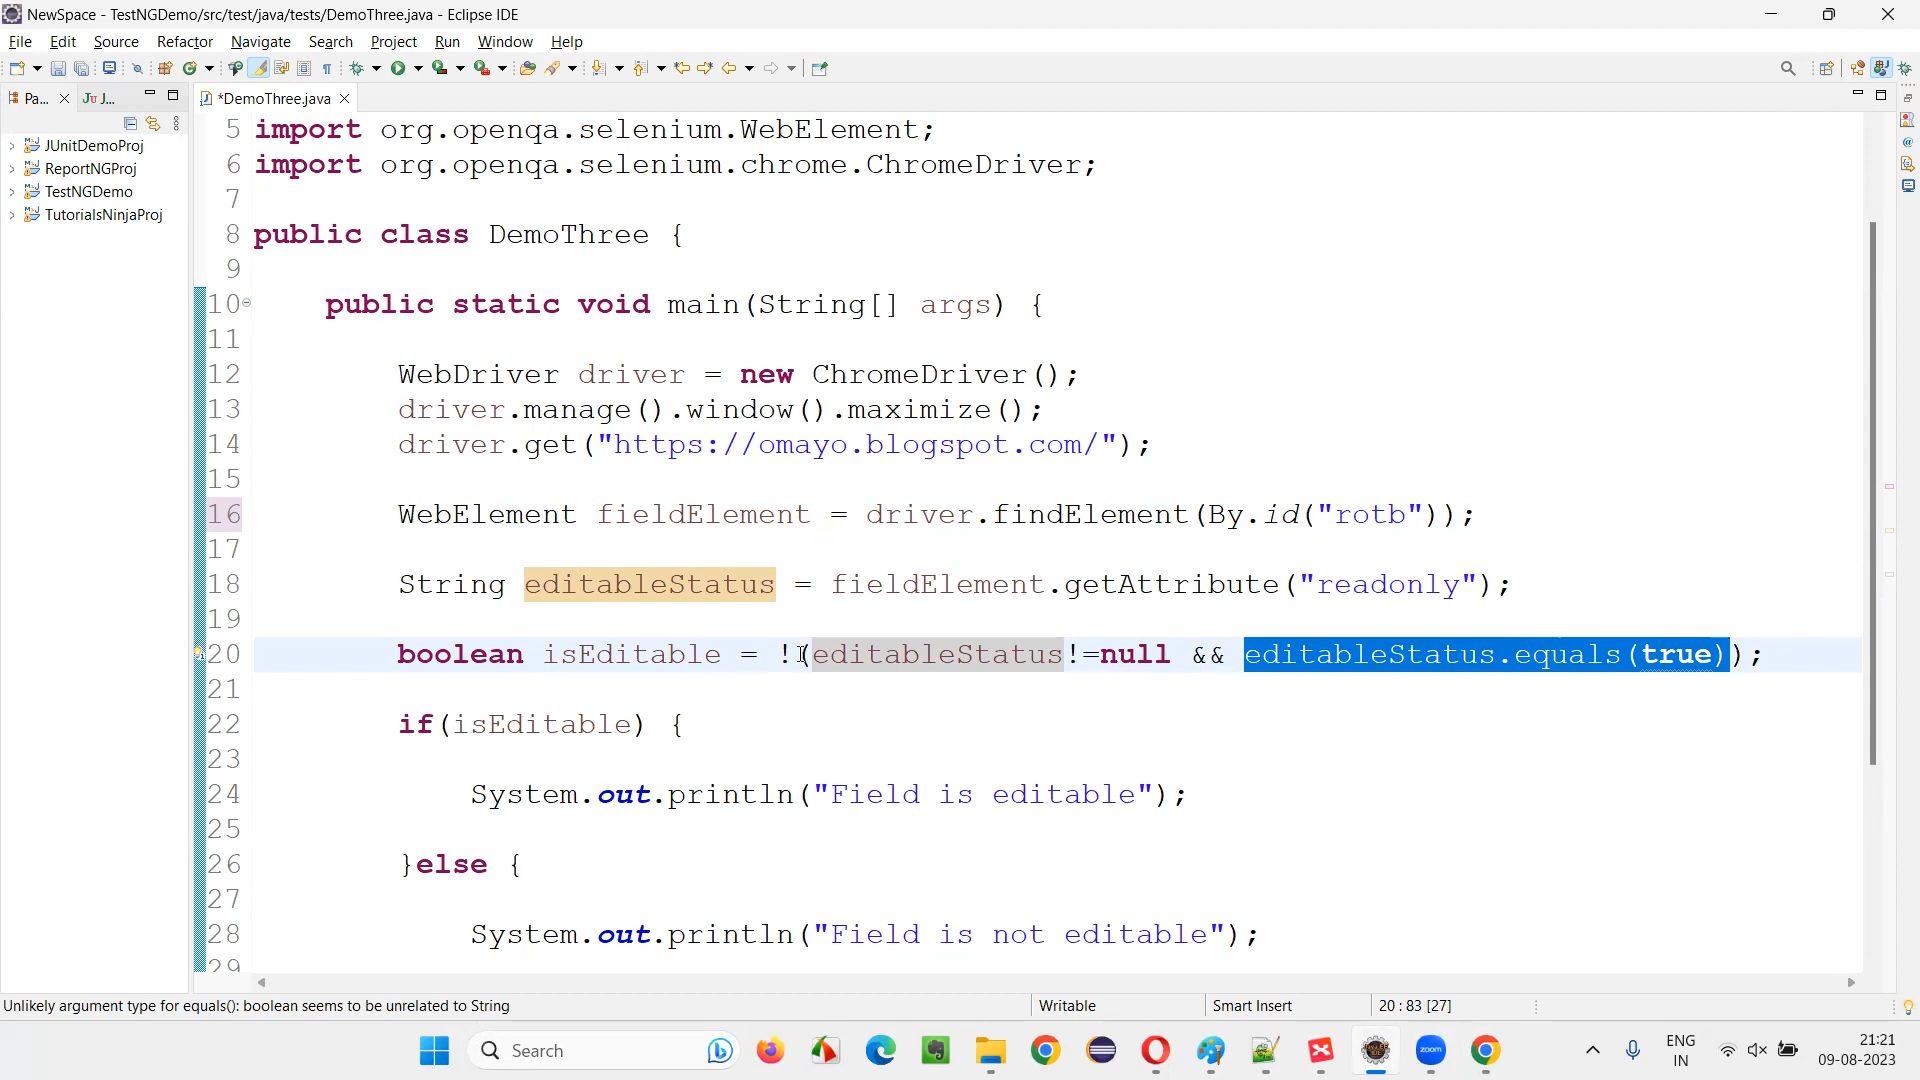 NewSpace - TestNGDemo/src/test/java/tests/DemoThree.java - Eclipse IDE
File Edit Source Refactor Navigate Search Project Run Window Help
Pa... Ju J... *DemoThree.java
JUnitDemoProj
ReportNGProj
TestNGDemo
TutorialsNinjaProj
5 import org.openqa.selenium.WebElement;
6 import org.openqa.selenium.chrome.ChromeDriver;
7
8 public class DemoThree {
9
10 public static void main(String[] args) {
11
12 WebDriver driver = new ChromeDriver();
13 driver.manage().window().maximize();
14 driver.get("https://omayo.blogspot.com/");
15
16 WebElement fieldElement = driver.findElement(By.id("rotb"));
17
18 String editableStatus = fieldElement.getAttribute("readonly");
19
20 boolean isEditable = !(editableStatus!=null && editableStatus.equals(true));
21
22 if(isEditable) {
23
24 System.out.println("Field is editable");
25
26 }else {
27
28 System.out.println("Field is not editable");
29
Unlikely argument type for equals(): boolean seems to be unrelated to String Writable Smart Insert 20 : 83 [27]
Search zoom ENG IN 21:21 09-08-2023